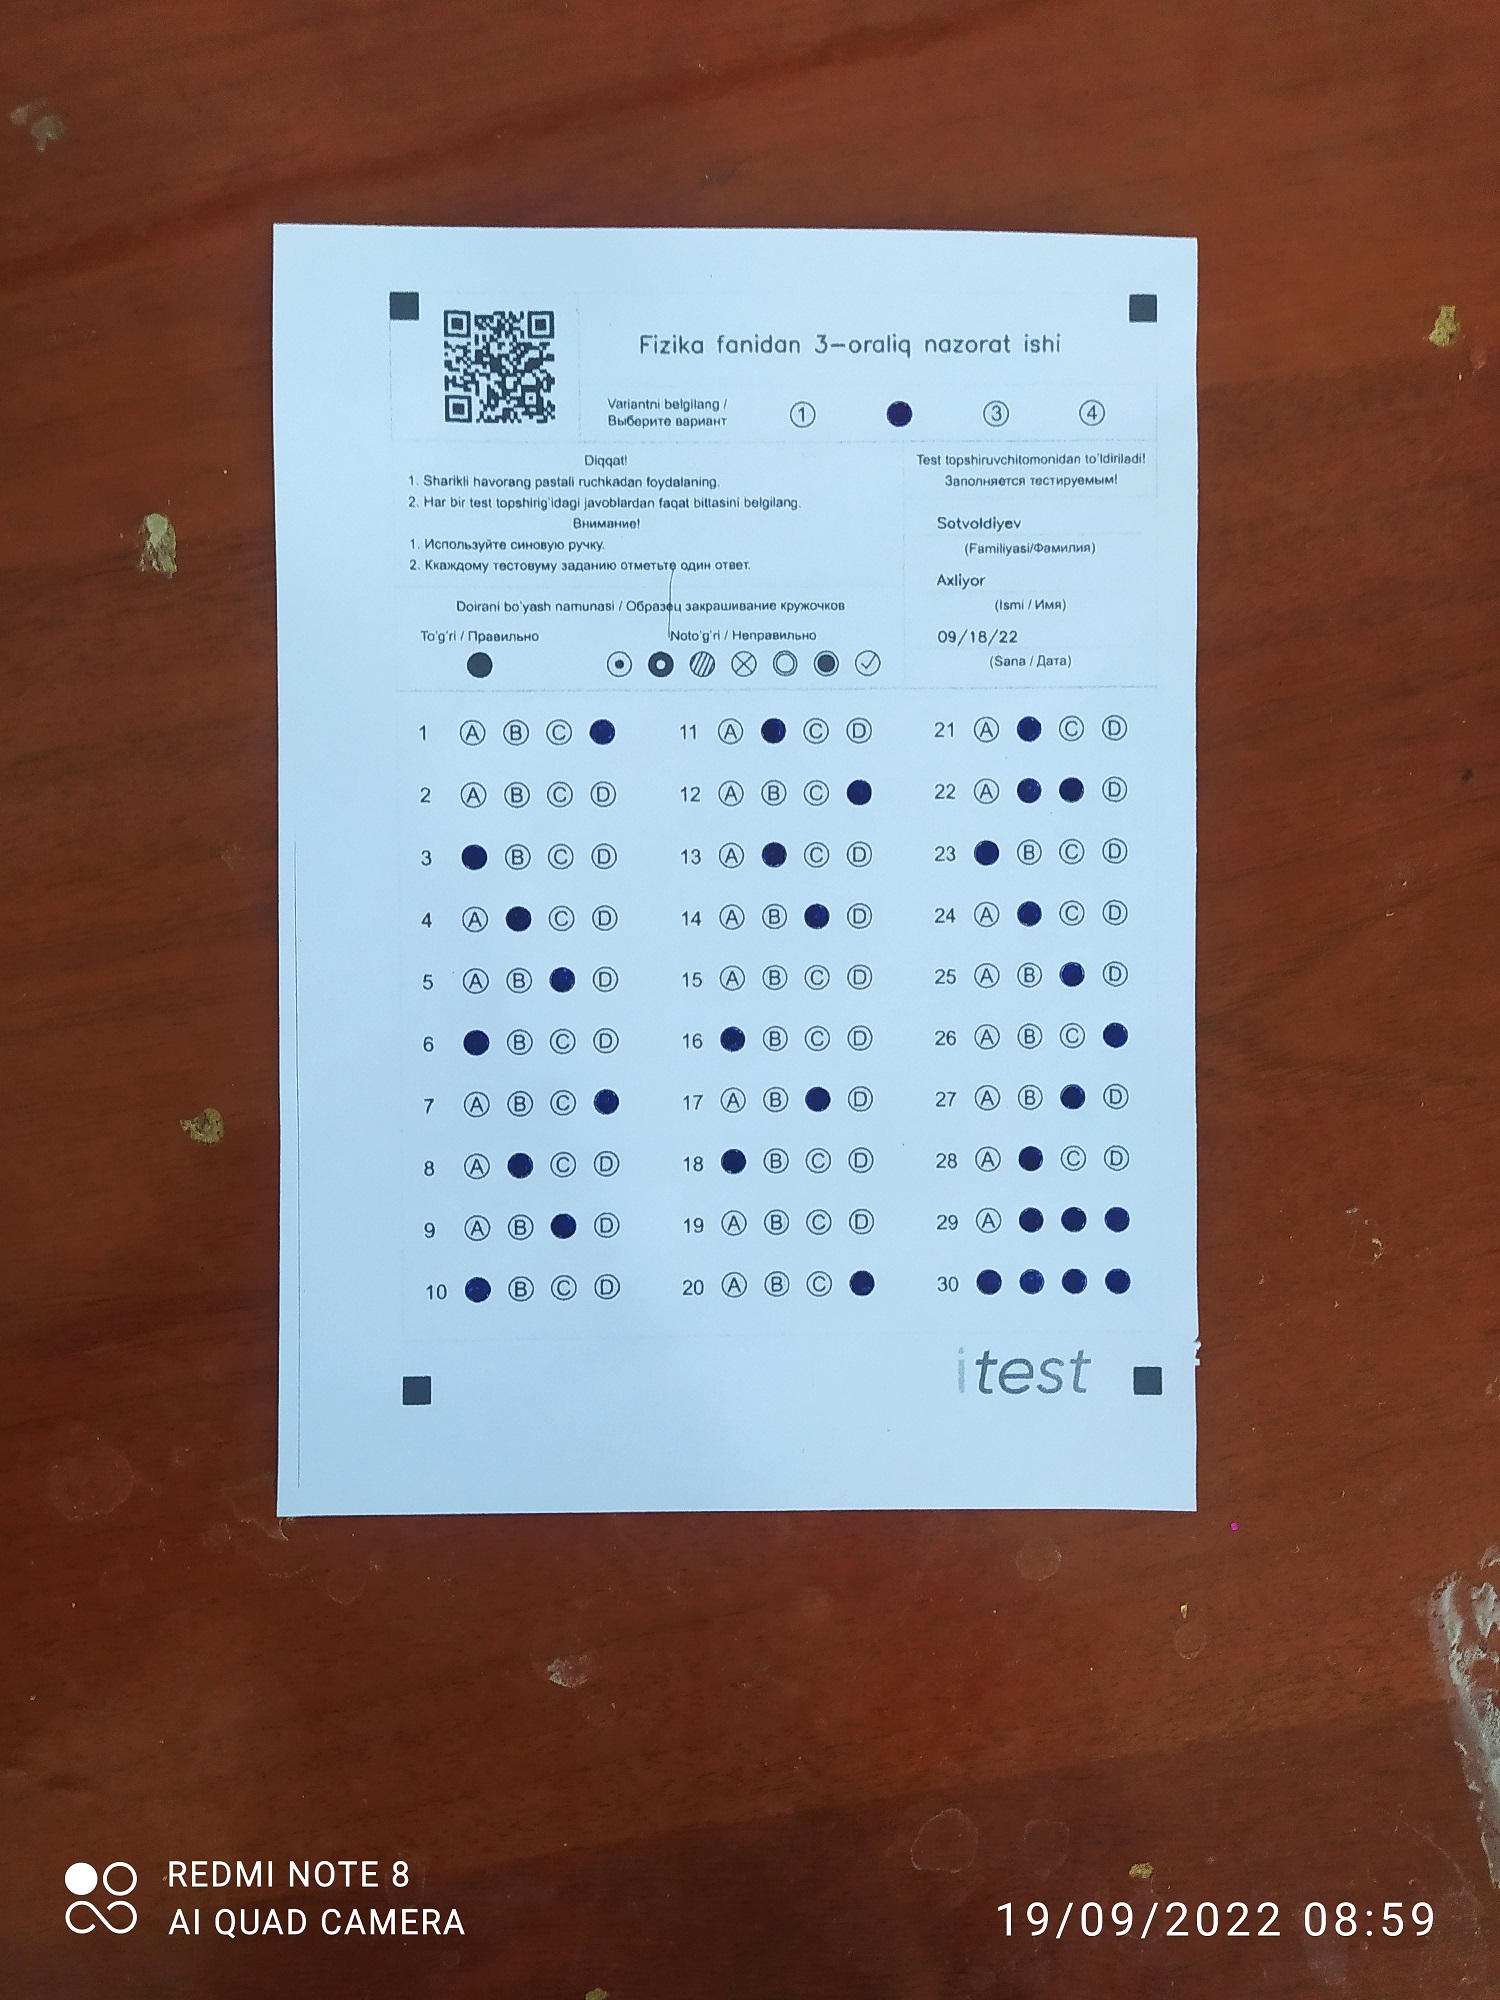 Fizika fanidan 3-oraliq nazorat ishi
Variantni belgilang /
Выберите вариант
1 3 4
Diqqat!
1. Sharikli havorang pastali ruchkadan foydalaning.
2. Har bir test topshirig'idagi javoblardan faqat bittasini belgilang.
Внимание!
1. Используйте синовую ручку.
2. Ккаждому тестовуму заданию отметьте один ответ.
Test topshiruvchitomonidan to'ldiriladi!
Заполняется тестируемым!
Sotvoldiyev
(Familiyasi/Фамилия)
Axliyor
(Ismi / Имя)
09/18/22
(Sana / Дата)
Doirani bo'yash namunasi / Образец закрашивание кружочков
To'g'ri / Правильно
Noto'g'ri / Неправильно
1 A B C
2 A B C D
3 B C D
4 A C D
5 A B D
6 B C D
7 A B C
8 A C D
9 A B D
10 B C D
11 A C D
12 A B C
13 A C D
14 A B D
15 A B C D
16 B C D
17 A B D
18 B C D
19 A B C D
20 A B C
21 A C D
22 A D
23 B C D
24 A C D
25 A B D
26 A B C
27 A B D
28 A C D
29 A
30
itest
REDMI NOTE 8
AI QUAD CAMERA
19/09/2022 08:59